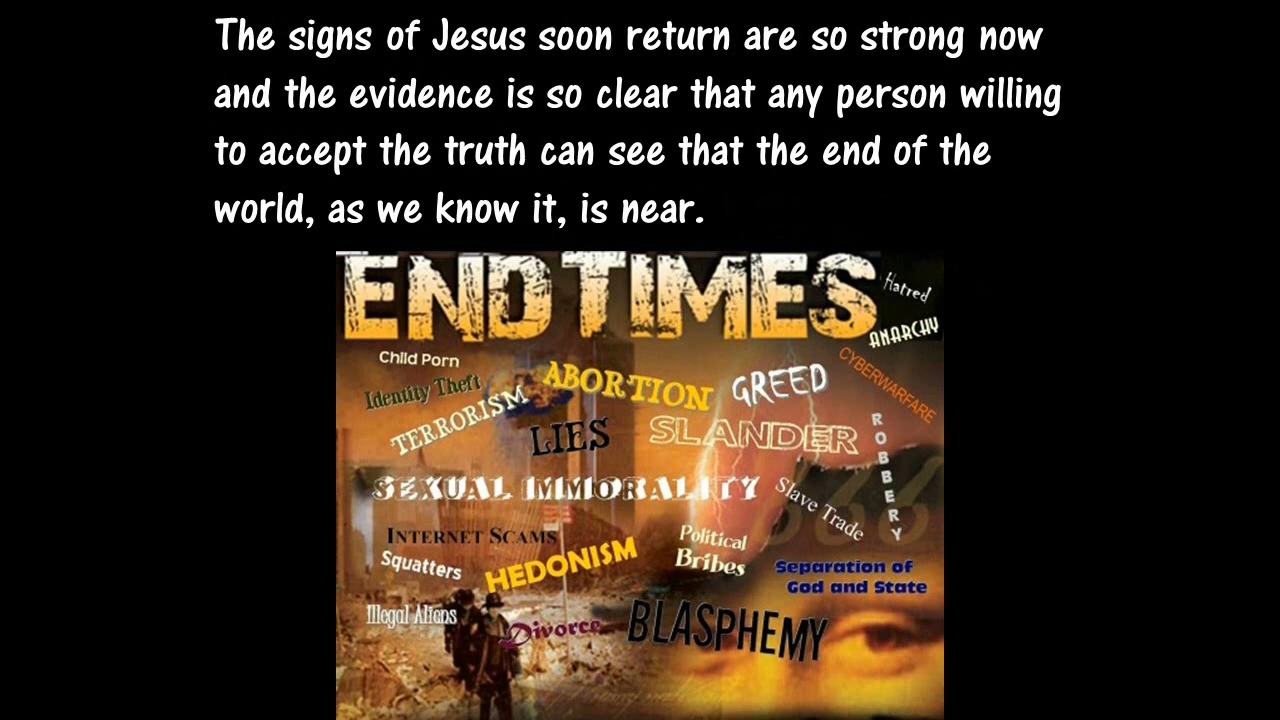 The signs of Jesus soon return are so strong now
and the evidence is so clear that any person willing
to accept the truth can see that the end of the
world, as we know it, is near.
END TIMES
Hatred
ANARCHY
Child Porn
CYBERWARFARE
Identity Theft
ABORTION
GREED
TERRORISM
LIES
SLANDER
ROBBERY
SEXUAL IMMORALITY
Slave Trade
666
INTERNET SCAMS
Political
Bribes
Squatters
HEDONISM
Separation of
God and State
Illegal Aliens
Divorce
BLASPHEMY